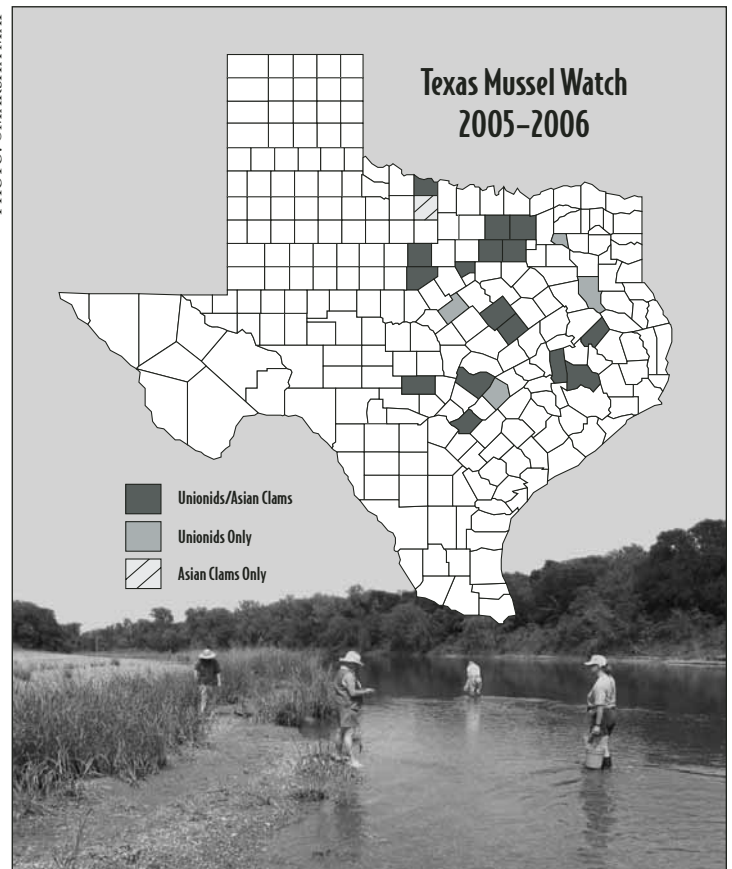 Texas Mussel Watch
2005–2006
Unionids/Asian Clams
Unionids Only
Asian Clams Only